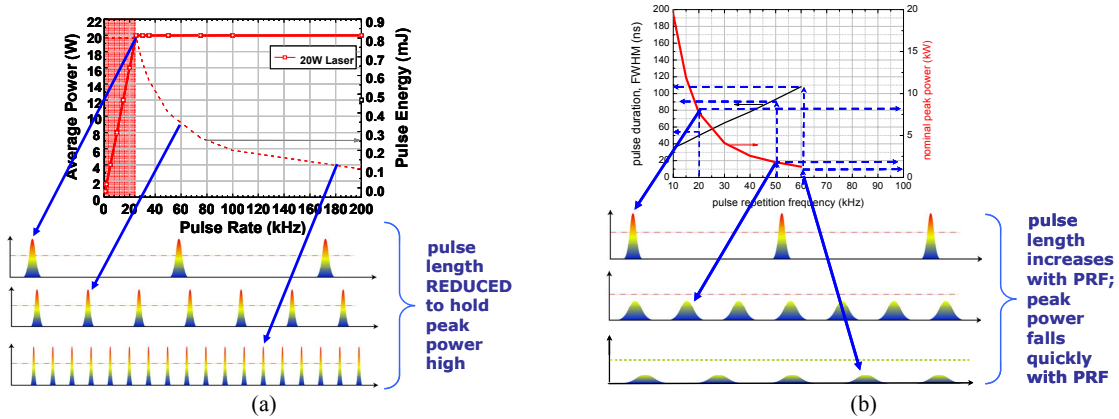 Average Power (W)
22
20
18
16
14
12
10
8
6
4
2
0
20W Laser
0.9
0.8
0.7
0.6
0.5
0.4
0.3
0.2
0.1
0.0
Pulse Energy (mJ)
0 20 40 60 80 100 120 140 160 180 200
Pulse Rate (kHz)
pulse
length
REDUCED
to hold
peak
power
high
(a)
pulse duration, FWHM (ns)
200
180
160
140
120
100
80
60
40
20
0
20
15
10
5
0
nominal peak power (kW)
10 20 30 40 50 60 70 80 90 100
pulse repetition frequency (kHz)
pulse
length
increases
with PRF;
peak
power
falls
quickly
with PRF
(b)